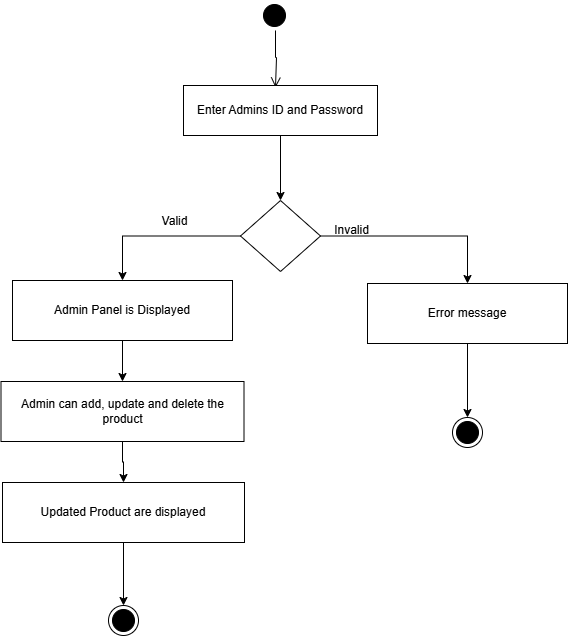 Enter Admins ID and Password
Valid
Invalid
Admin Panel is Displayed
Error message
Admin can add, update and delete the
product
Updated Product are displayed